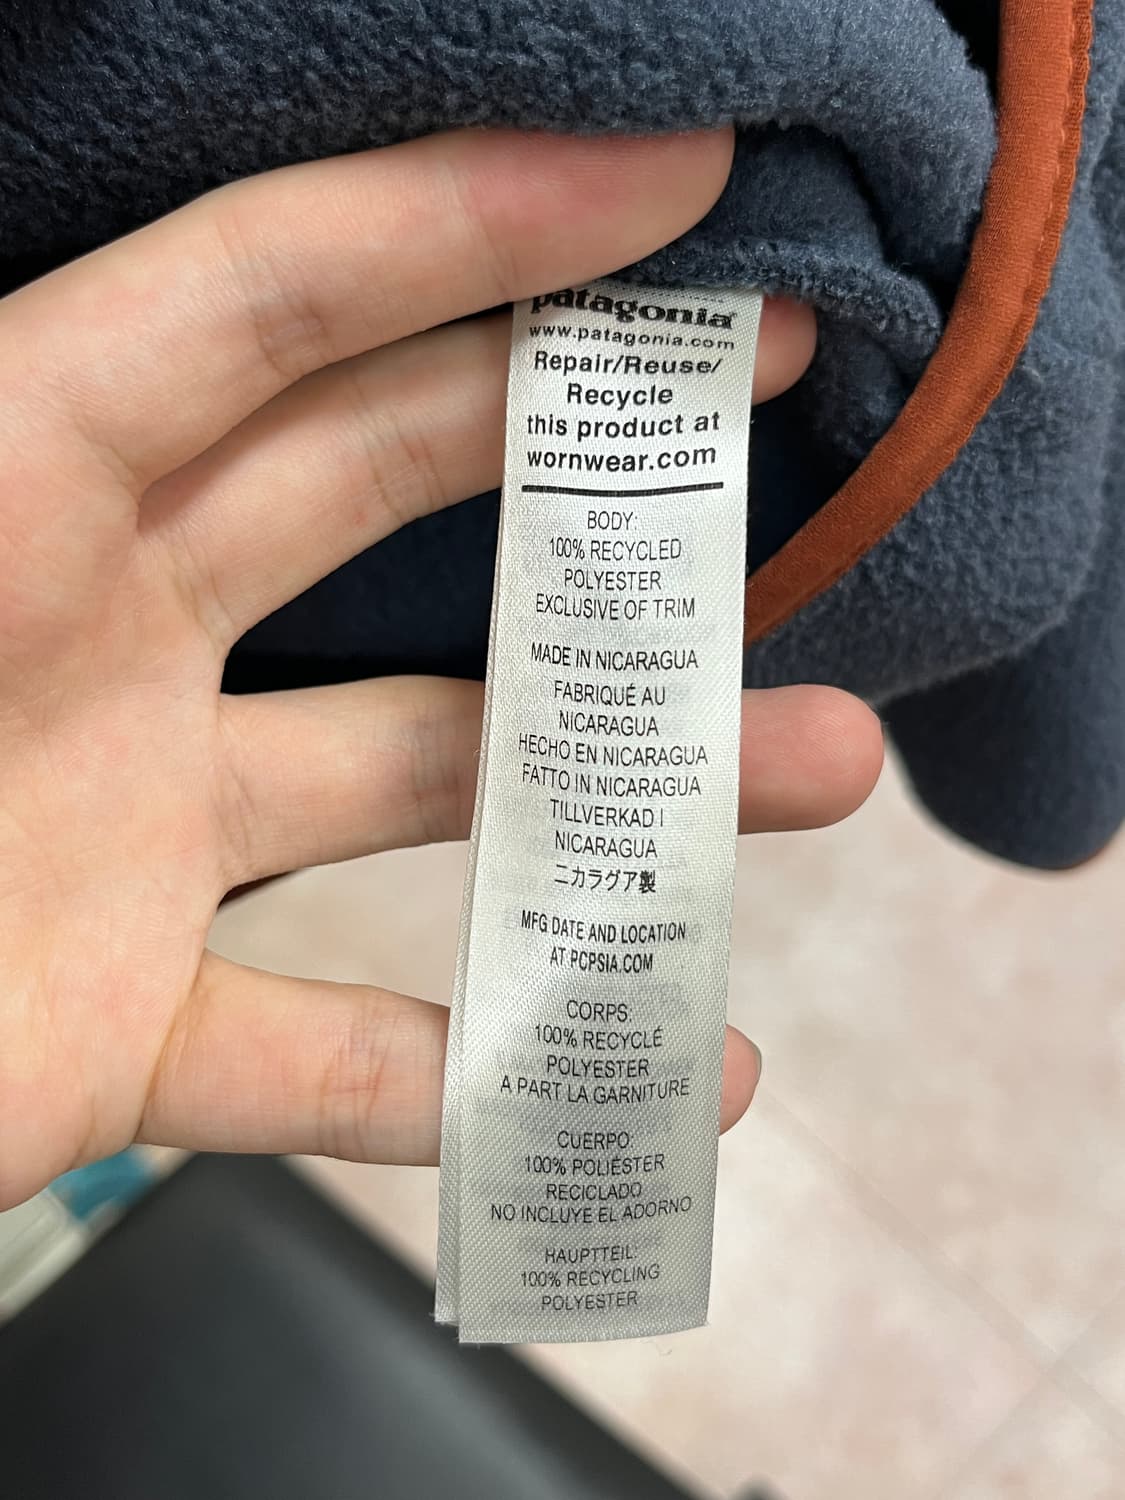 patagonia
www.patagonia.com
Repair/Reuse/
Recycle
this product at
wornwear.com
BODY:
100% RECYCLED
POLYESTER
EXCLUSIVE OF TRIM
MADE IN NICARAGUA
FABRIQUÉ AU
NICARAGUA
HECHO EN NICARAGUA
FATTO IN NICARAGUA
TILLVERKAD I
NICARAGUA
ニカラグア製
MFG DATE AND LOCATION
AT PCPSIA.COM
CORPS:
100% RECYCLÉ
POLYESTER
A PART LA GARNITURE
CUERPO:
100% POLIÉSTER
RECICLADO
NO INCLUYE EL ADORNO
HAUPTTEIL:
100% RECYCLING
POLYESTER